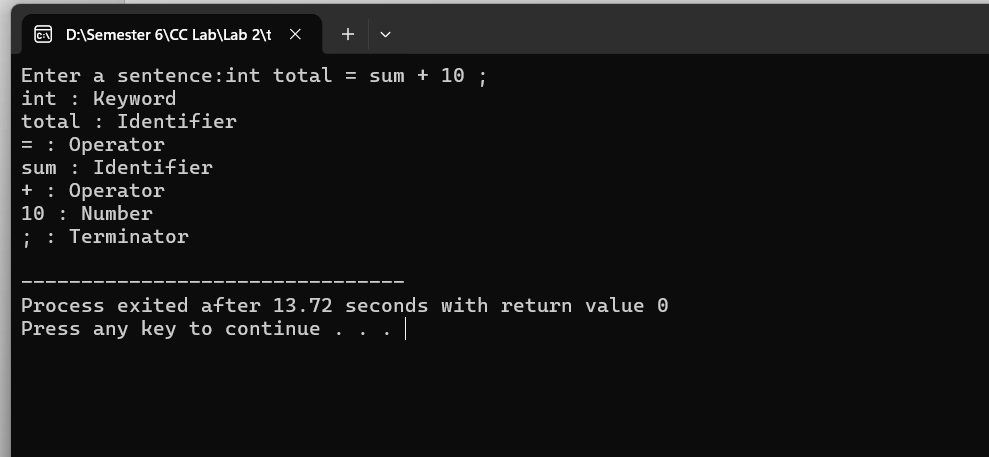 D:\Semester 6\CC Lab\Lab 2\t
Enter a sentence:int total = sum + 10 ;
int : Keyword
total : Identifier
= : Operator
sum : Identifier
+ : Operator
10 : Number
; : Terminator
--------------------------------
Process exited after 13.72 seconds with return value 0
Press any key to continue . . .